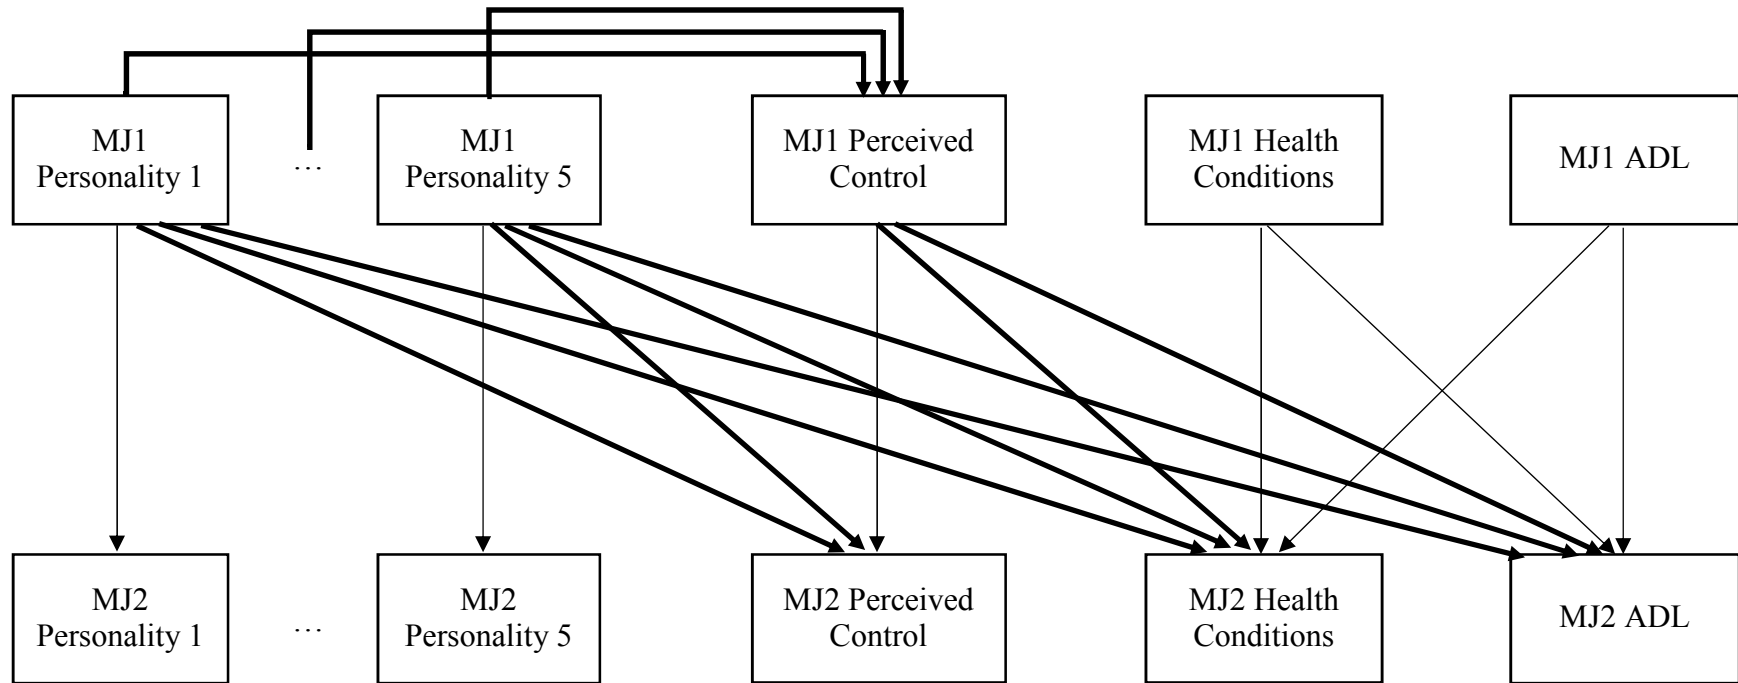 MJ1
Personality 1
…
MJ1
Personality 5
MJ1 Perceived
Control
MJ1 Health
Conditions
MJ1 ADL
MJ2
Personality 1
…
MJ2
Personality 5
MJ2 Perceived
Control
MJ2 Health
Conditions
MJ2 ADL